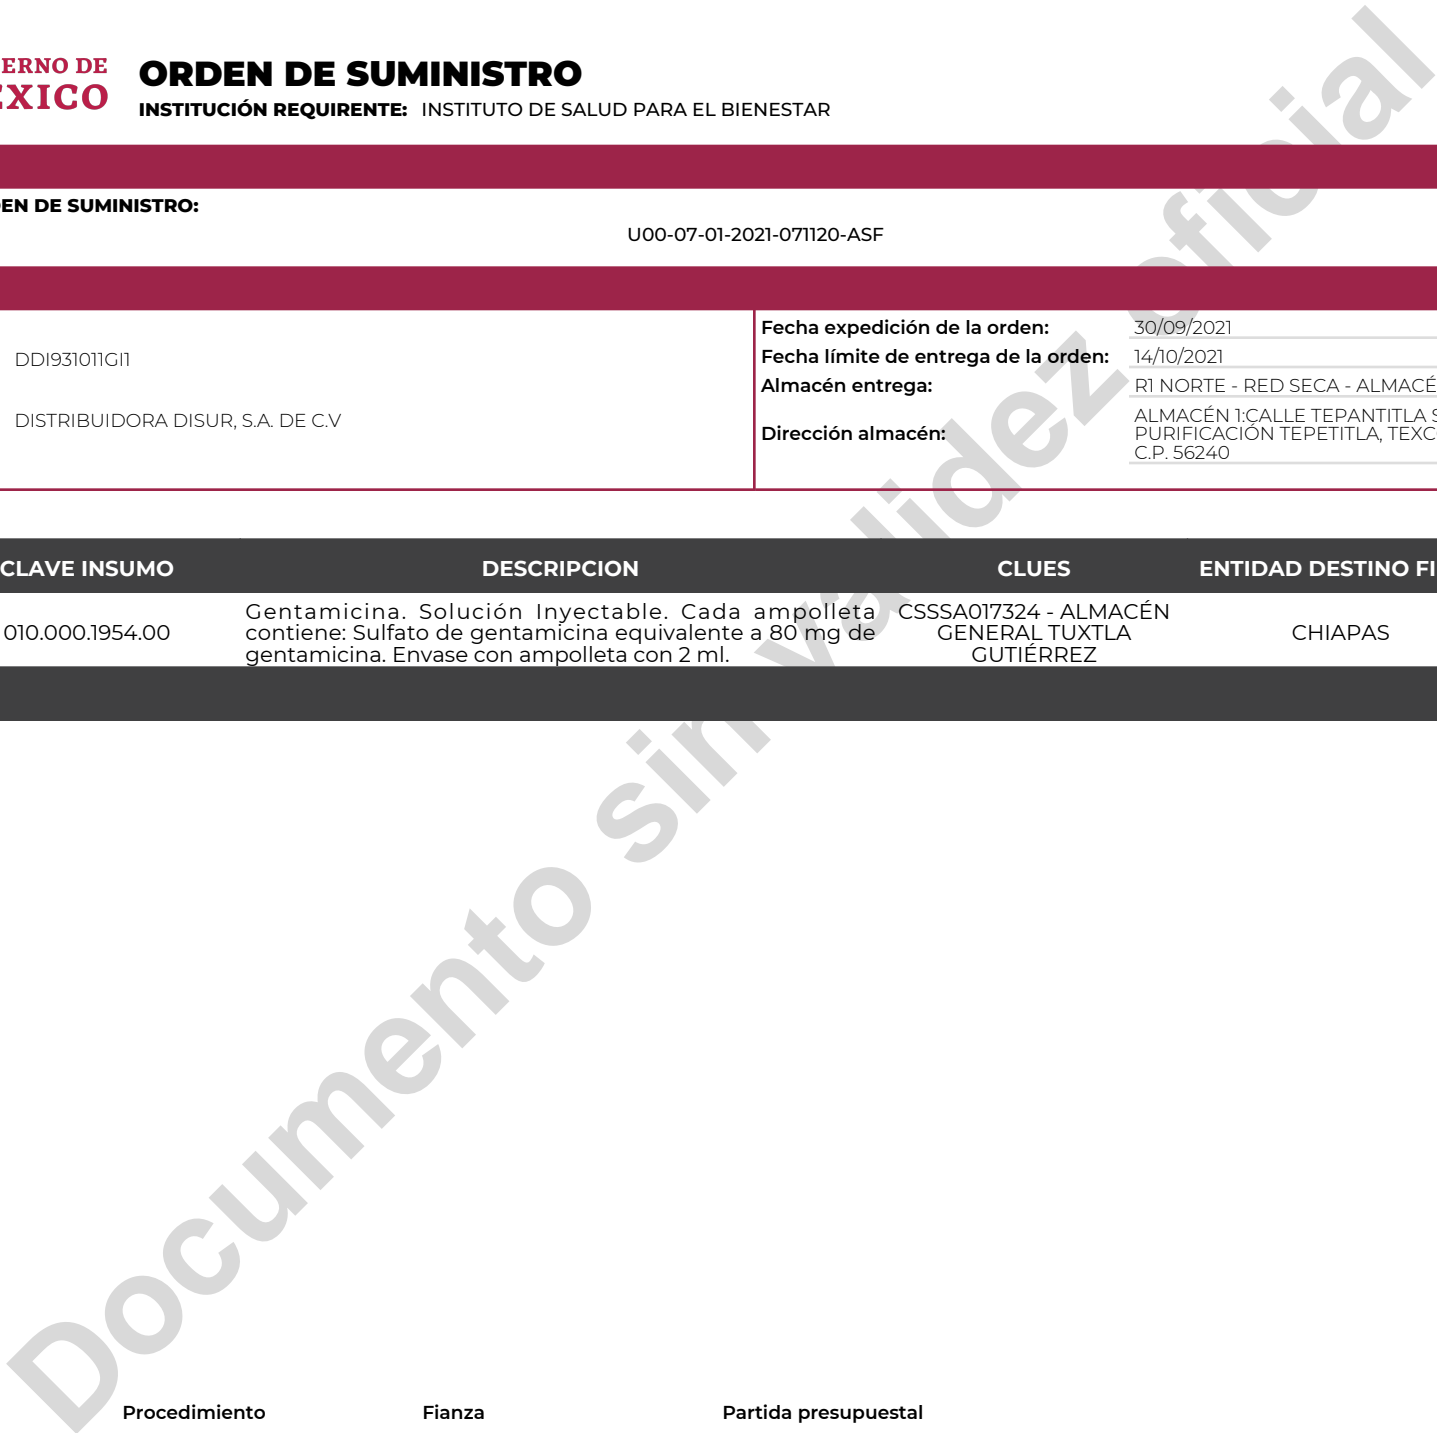 ERNO DE
ÉXICO
ORDEN DE SUMINISTRO
INSTITUCIÓN REQUIRENTE: INSTITUTO DE SALUD PARA EL BIENESTAR
EN DE SUMINISTRO:
U00-07-01-2021-071120-ASF
DDI931011GI1
DISTRIBUIDORA DISUR, S.A. DE C.V
Fecha expedición de la orden: 30/09/2021
Fecha límite de entrega de la orden: 14/10/2021
Almacén entrega: R1 NORTE - RED SECA - ALMACÉ
Dirección almacén: ALMACÉN 1:CALLE TEPANTITLA S
PURIFICACIÓN TEPETITLA, TEXC
C.P. 56240
CLAVE INSUMO DESCRIPCION CLUES ENTIDAD DESTINO FI
010.000.1954.00
Gentamicina. Solución Inyectable. Cada ampolleta
contiene: Sulfato de gentamicina equivalente a 80 mg de
gentamicina. Envase con ampolleta con 2 ml.
CSSSA017324 - ALMACÉN
GENERAL TUXTLA
GUTIÉRREZ
CHIAPAS
Documento sin validez oficial
Procedimiento Fianza Partida presupuestal